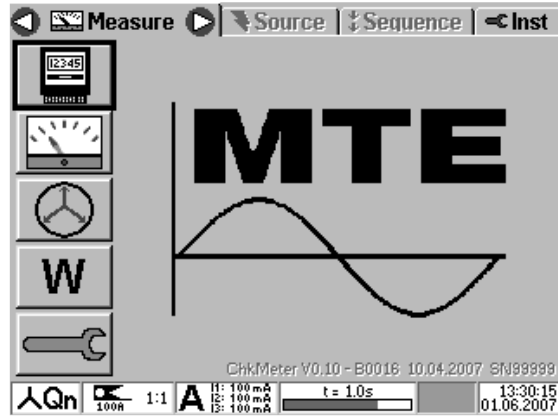 Measure Source Sequence Inst
12345
MTE
W
ChkMeter V0.10 - B0016 10.04.2007 SN99999
Qn 100A 1:1 A I1: 100 mA t = 1.0s 13:30:15
I2: 100 mA 01.06.2007
I3: 100 mA